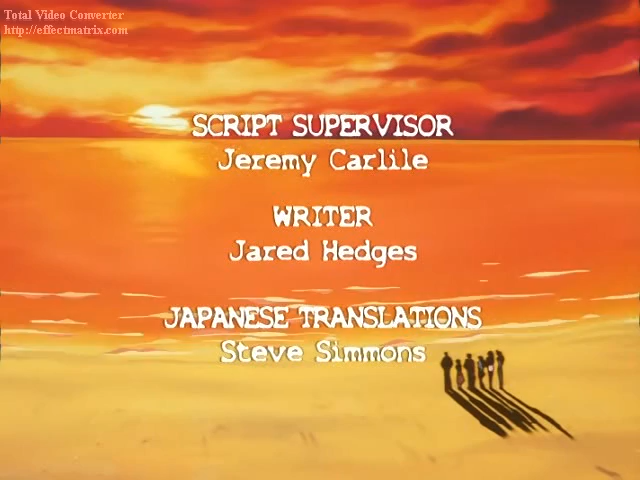 Total Video Converter
http://effectmatrix.com
SCRIPT SUPERVISOR
Jeremy Carlile
WRITER
Jared Hedges
JAPANESE TRANSLATIONS
Steve Simmons